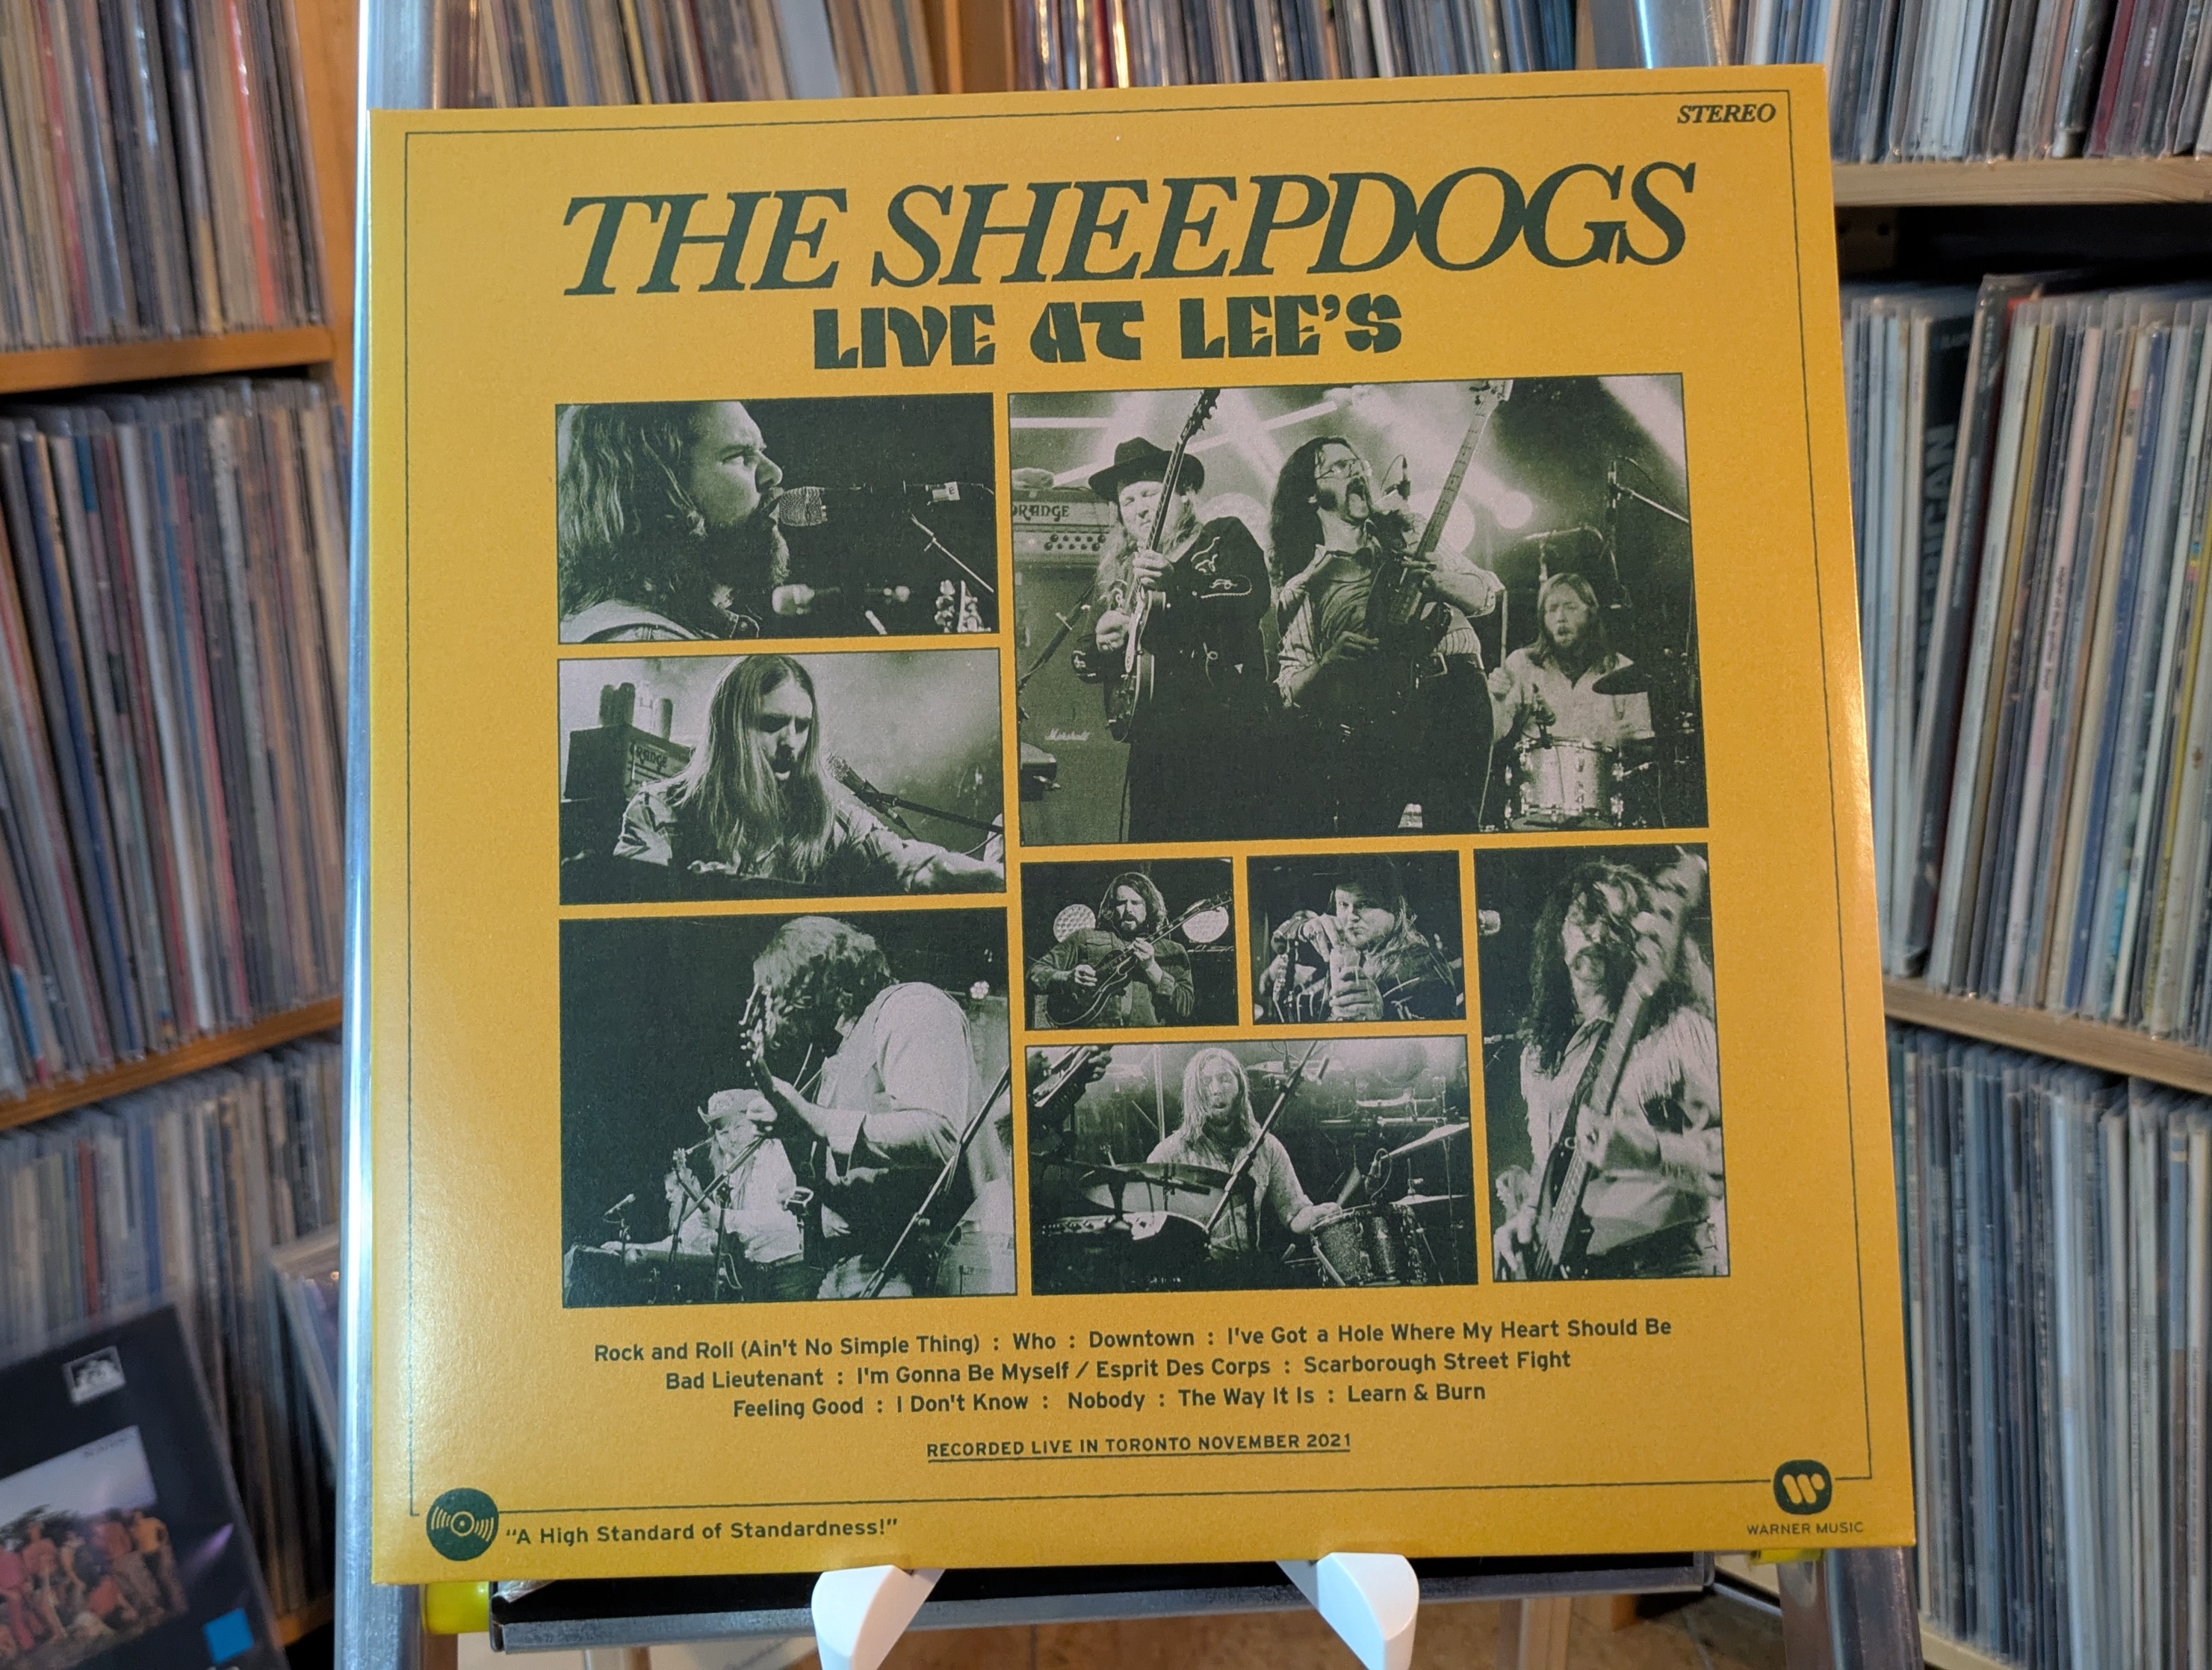 STEREO
THE SHEEPDOGS
LIVE AT LEE'S
ORANGE
Marshall
Rock and Roll (Ain't No Simple Thing) : Who : Downtown : I've Got a Hole Where My Heart Should Be
Bad Lieutenant : I'm Gonna Be Myself / Esprit Des Corps : Scarborough Street Fight
Feeling Good : I Don't Know : Nobody : The Way It Is : Learn & Burn
RECORDED LIVE IN TORONTO NOVEMBER 2021
"A High Standard of Standardness!"
WARNER MUSIC